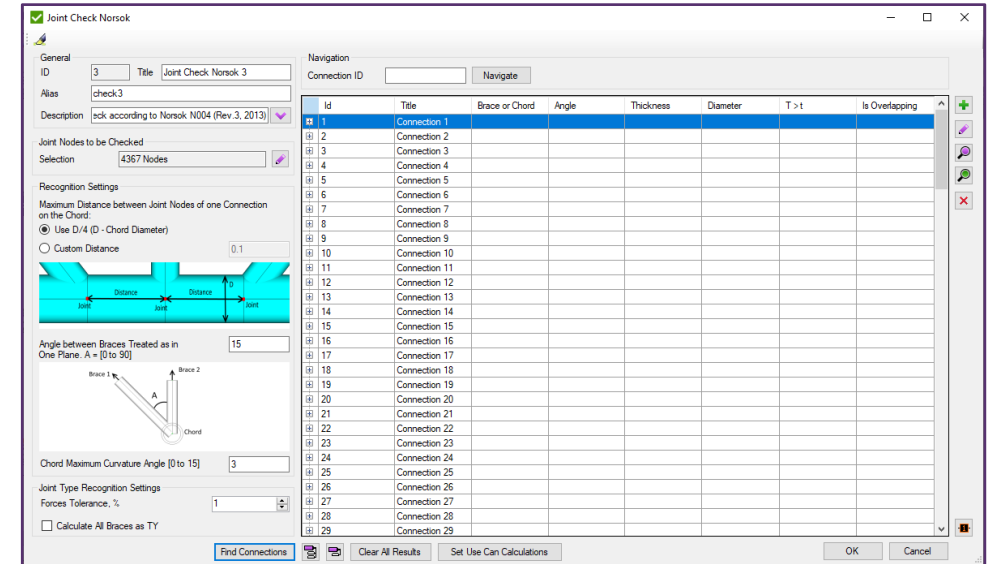 Joint Check Norsok
General
ID 3 Title Joint Check Norsok 3
Alias check3
Description eck according to Norsok N004 (Rev.3, 2013)
Joint Nodes to be Checked
Selection 4367 Nodes
Recognition Settings
Maximum Distance between Joint Nodes of one Connection
on the Chord:
Use D/4 (D - Chord Diameter)
Custom Distance 0.1
D
Distance Distance
Joint Joint Joint
Angle between Braces Treated as in 15
One Plane. A = [0 to 90]
Brace 1 Brace 2
A
Chord
Chord Maximum Curvature Angle [0 to 15] 3
Joint Type Recognition Settings
Forces Tolerance, % 1
Calculate All Braces as TY
Find Connections
Navigation
Connection ID Navigate
Id Title Brace or Chord Angle Thickness Diameter T > t Is Overlapping
1 Connection 1
2 Connection 2
3 Connection 3
4 Connection 4
5 Connection 5
6 Connection 6
7 Connection 7
8 Connection 8
9 Connection 9
10 Connection 10
11 Connection 11
12 Connection 12
13 Connection 13
14 Connection 14
15 Connection 15
16 Connection 16
17 Connection 17
18 Connection 18
19 Connection 19
20 Connection 20
21 Connection 21
22 Connection 22
23 Connection 23
24 Connection 24
25 Connection 25
26 Connection 26
27 Connection 27
28 Connection 28
29 Connection 29
Clear All Results Set Use Can Calculations OK Cancel